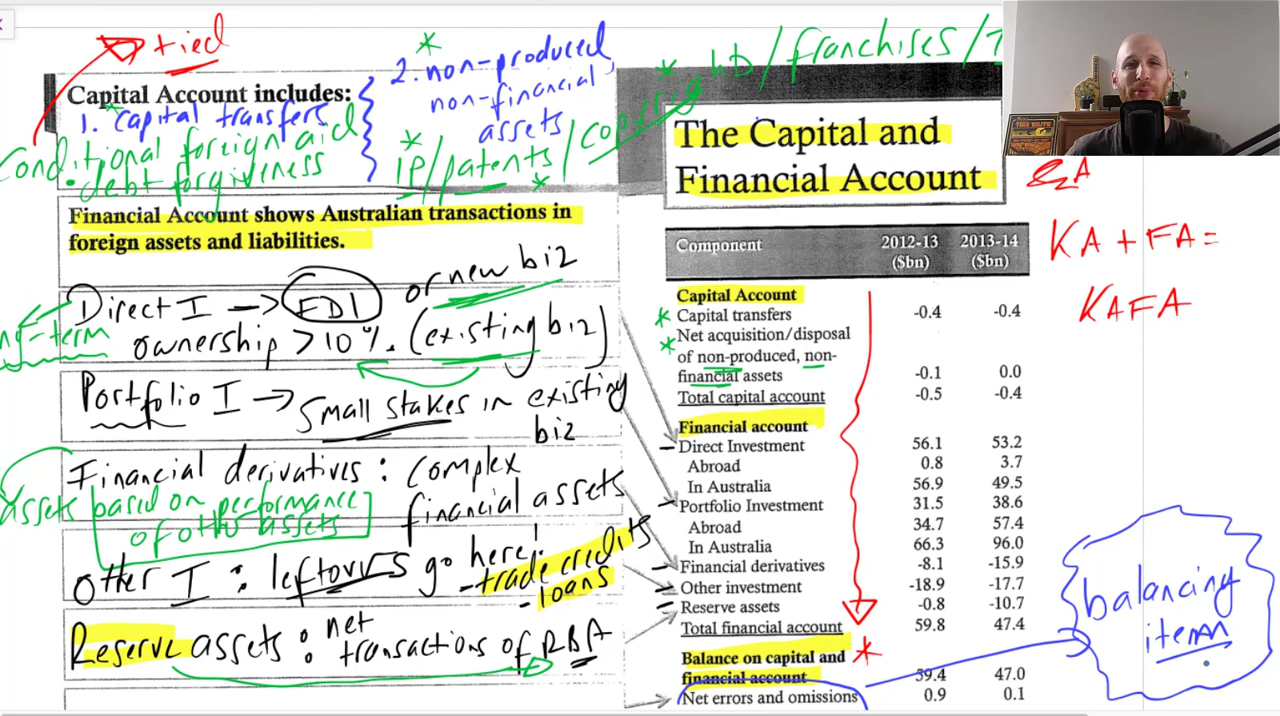 tied
Capital Account includes:
1. capital transfers
Conditional foreign aid
debt forgiveness
2. non-produced
non-financial
assets
IP/patents/copyright/franchises/
The Capital and
Financial Account
Financial Account shows Australian transactions in
foreign assets and liabilities.
Direct I → FDI or new biz
ng-term
ownership >10%. (existing biz)
Portfolio I → small stakes in existing
biz
Financial derivatives: complex
financial assets
assets based on performance
of other assets
Other I: leftovers go here!
-trade credits
-loans
Reserve assets: net
transactions of RBA
Component 2012-13 ($bn) 2013-14 ($bn)
Capital Account
Capital transfers -0.4 -0.4
Net acquisition/disposal
of non-produced, non-
financial assets -0.1 0.0
Total capital account -0.5 -0.4
Financial account
Direct Investment 56.1 53.2
Abroad 0.8 3.7
In Australia 56.9 49.5
Portfolio Investment 31.5 38.6
Abroad 34.7 57.4
In Australia 66.3 96.0
Financial derivatives -8.1 -15.9
Other investment -18.9 -17.7
Reserve assets -0.8 -10.7
Total financial account 59.8 47.4
Balance on capital and
financial account 59.4 47.0
Net errors and omissions 0.9 0.1
KA + FA =
KAFA
balancing
item